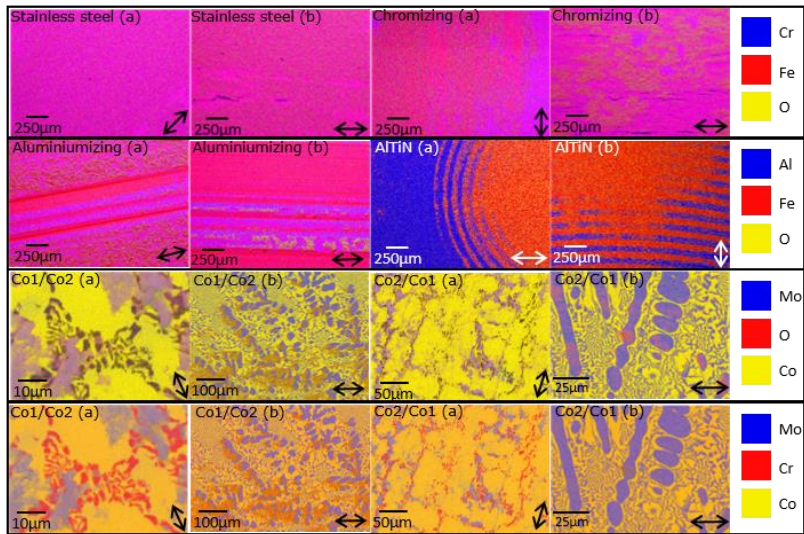 Stainless steel (a)
Stainless steel (b)
Chromizing (a)
Chromizing (b)
250µm
250µm
250µm
250µm
Cr
Fe
O
Aluminiumizing (a)
Aluminiumizing (b)
AlTiN (a)
AlTiN (b)
250µm
250µm
250µm
250µm
Al
Fe
O
Co1/Co2 (a)
Co1/Co2 (b)
Co2/Co1 (a)
Co2/Co1 (b)
10µm
100µm
50µm
25µm
Mo
O
Co
Co1/Co2 (a)
Co1/Co2 (b)
Co2/Co1 (a)
Co2/Co1 (b)
10µm
100µm
50µm
25µm
Mo
Cr
Co